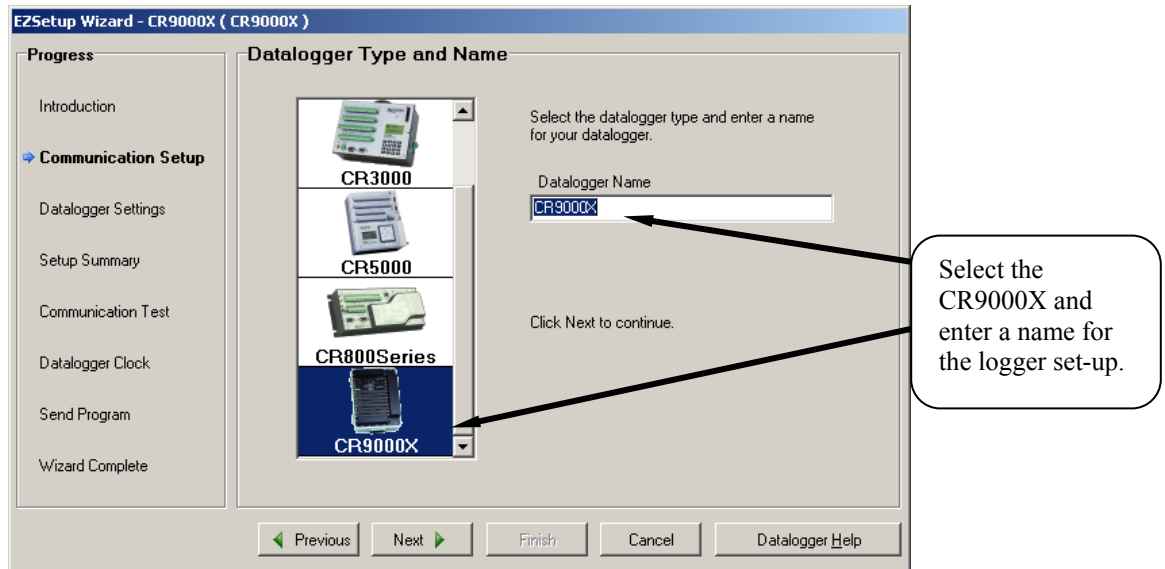 EZSetup Wizard - CR9000X ( CR9000X )
Progress
Introduction
Communication Setup
Datalogger Settings
Setup Summary
Communication Test
Datalogger Clock
Send Program
Wizard Complete
Datalogger Type and Name
CR3000
CR5000
CR800Series
CR9000X
Select the datalogger type and enter a name
for your datalogger.
Datalogger Name
CR9000X
Click Next to continue.
Previous
Next
Finish
Cancel
Datalogger Help
Select the
CR9000X and
enter a name for
the logger set-up.